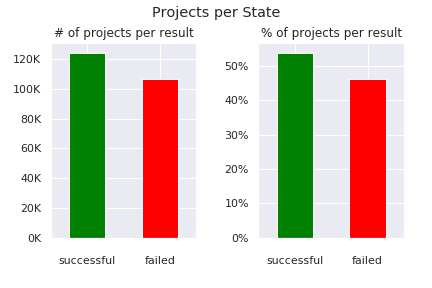 Projects per State
# of projects per result
% of projects per result
120K
100K
80K
60K
40K
20K
0K
successful
failed
50%
40%
30%
20%
10%
0%
successful
failed